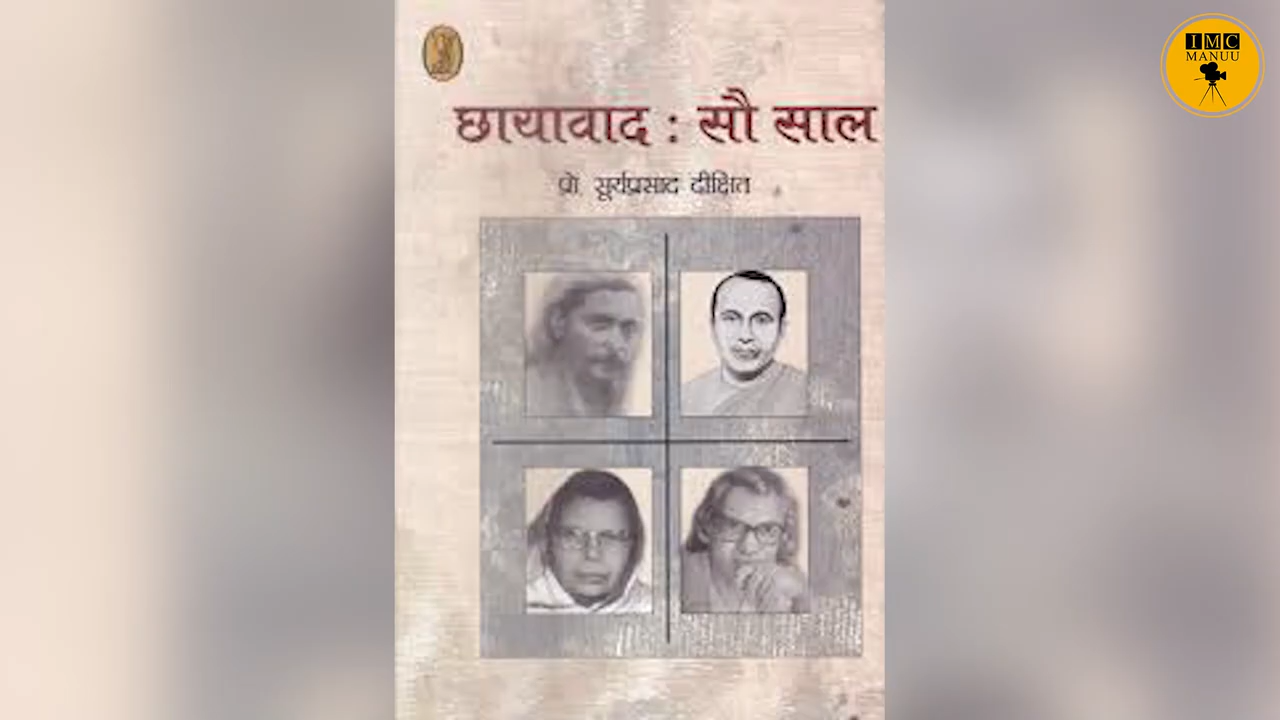 छायावाद : सौ साल
प्रो. सूर्यप्रसाद दीक्षित
IMC
MANUU